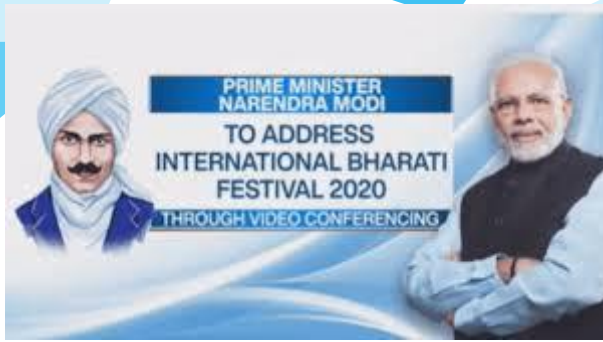 PRIME MINISTER
NARENDRA MODI
TO ADDRESS
INTERNATIONAL BHARATI
FESTIVAL 2020
THROUGH VIDEO CONFERENCING